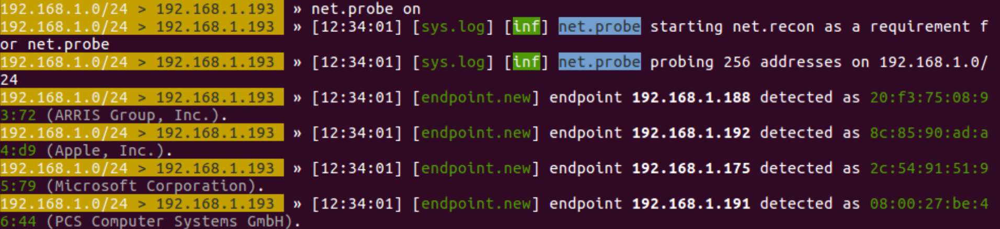 192.168.1.0/24 > 192.168.1.193 » net.probe on
192.168.1.0/24 > 192.168.1.193 » [12:34:01] [sys.log] [inf] net.probe starting net.recon as a requirement f
or net.probe
192.168.1.0/24 > 192.168.1.193 » [12:34:01] [sys.log] [inf] net.probe probing 256 addresses on 192.168.1.0/
24
192.168.1.0/24 > 192.168.1.193 » [12:34:01] [endpoint.new] endpoint 192.168.1.188 detected as 20:f3:75:08:9
3:72 (ARRIS Group, Inc.).
192.168.1.0/24 > 192.168.1.193 » [12:34:01] [endpoint.new] endpoint 192.168.1.192 detected as 8c:85:90:ad:a
4:d9 (Apple, Inc.).
192.168.1.0/24 > 192.168.1.193 » [12:34:01] [endpoint.new] endpoint 192.168.1.175 detected as 2c:54:91:51:9
5:79 (Microsoft Corporation).
192.168.1.0/24 > 192.168.1.193 » [12:34:01] [endpoint.new] endpoint 192.168.1.191 detected as 08:00:27:be:4
6:44 (PCS Computer Systems GmbH).